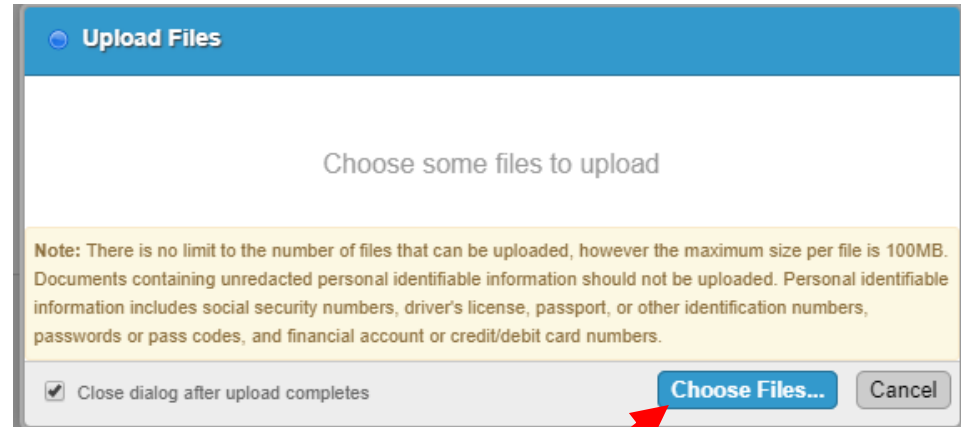 Upload Files
Choose some files to upload
Note: There is no limit to the number of files that can be uploaded, however the maximum size per file is 100MB.
Documents containing unredacted personal identifiable information should not be uploaded. Personal identifiable
information includes social security numbers, driver's license, passport, or other identification numbers,
passwords or pass codes, and financial account or credit/debit card numbers.
Close dialog after upload completes
Choose Files...
Cancel